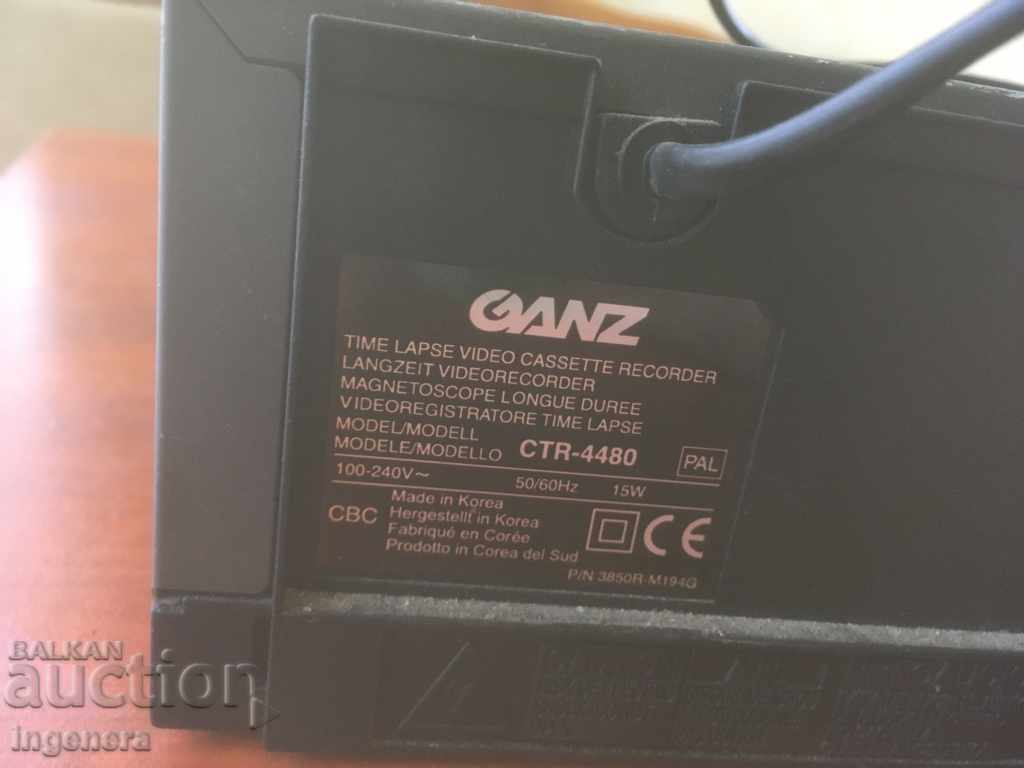 GANZ
TIME LAPSE VIDEO CASSETTE RECORDER
LANGZEIT VIDEORECORDER
MAGNETOSCOPE LONGUE DUREE
VIDEOREGISTRATORE TIME LAPSE
MODEL/MODELL
MODELE/MODELLO CTR-4480 PAL
100-240V~ 50/60Hz 15W
CBC
Made in Korea
Hergestellt in Korea
Fabriqué en Corée
Prodotto in Corea del Sud
CE
P/N 3850R-M194G
CAUTION
BALKAN
auction
ingenera